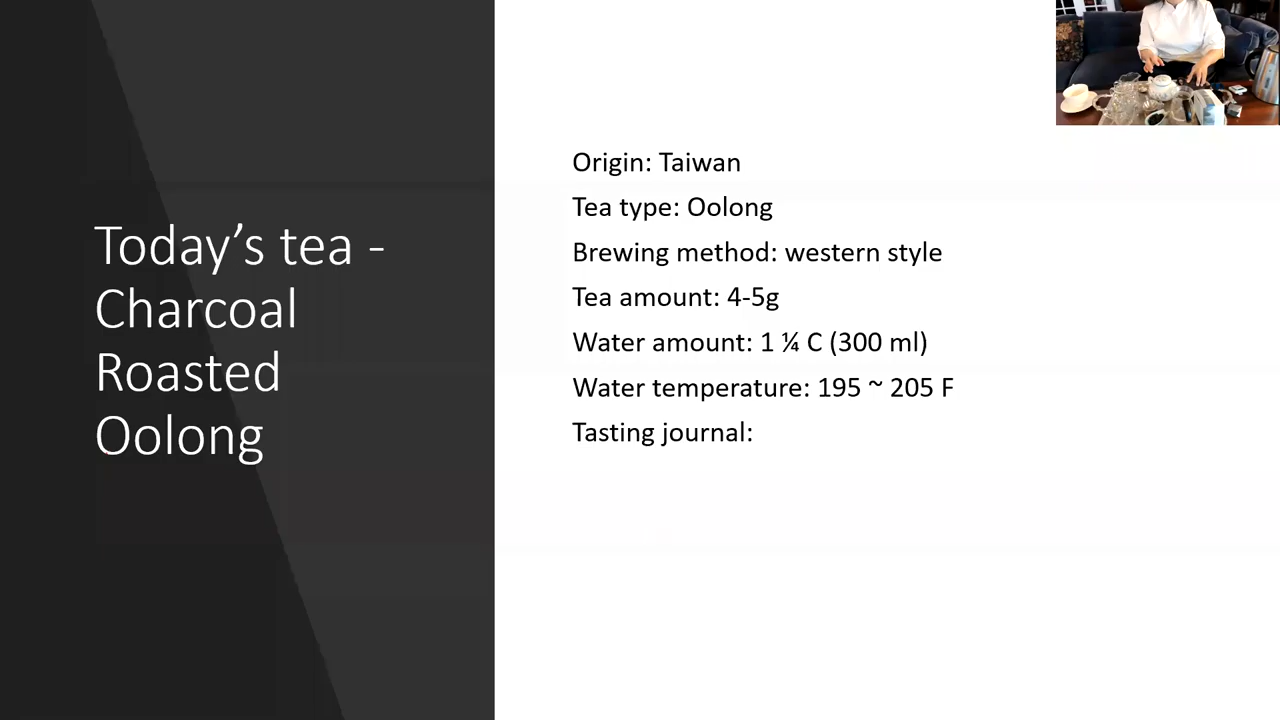 Today’s tea -
Charcoal
Roasted
Oolong
Origin: Taiwan
Tea type: Oolong
Brewing method: western style
Tea amount: 4-5g
Water amount: 1 ¼ C (300 ml)
Water temperature: 195 ~ 205 F
Tasting journal: